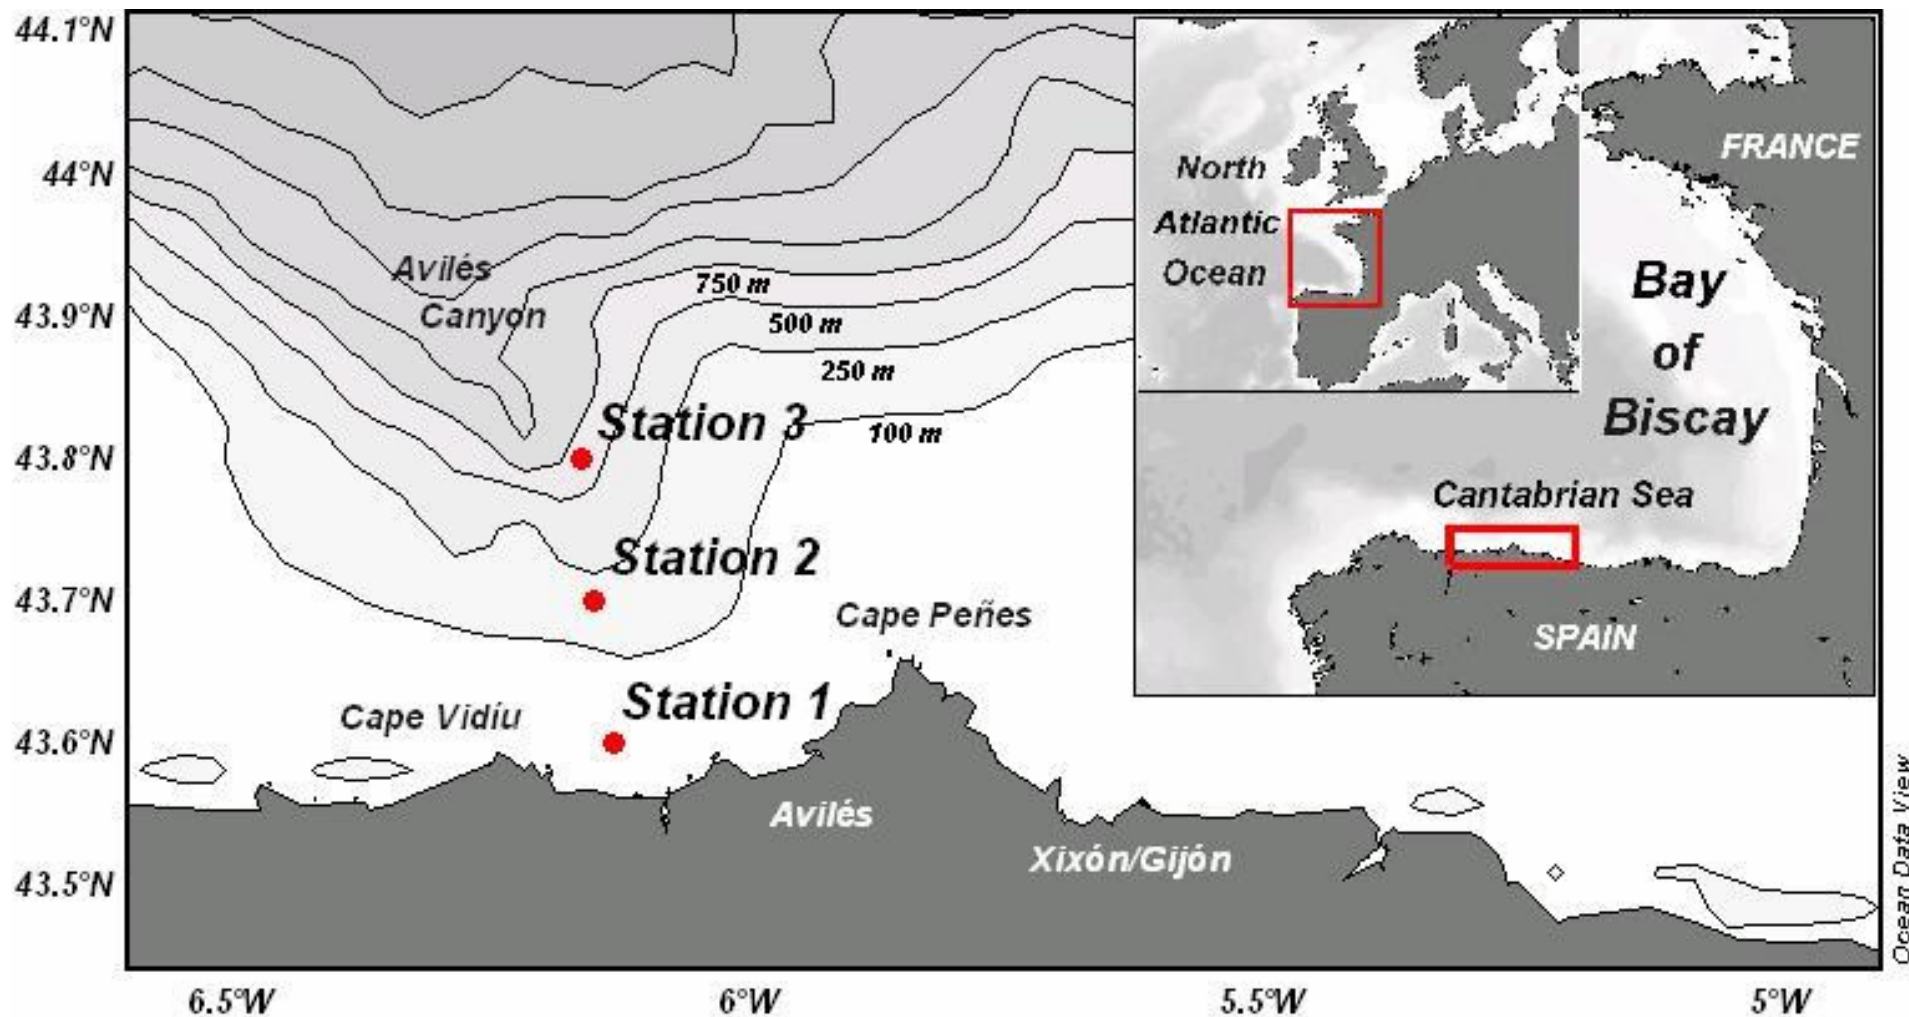 44.1°N
44°N
43.9°N
43.8°N
43.7°N
43.6°N
43.5°N
6.5°W
6°W
5.5°W
5°W
Avilés
Canyon
750 m
500 m
250 m
100 m
Station 3
Station 2
Station 1
Cape Peñes
Cape Vidíu
Avilés
Xixón/Gijón
North
Atlantic
Ocean
FRANCE
Bay
of
Biscay
Cantabrian Sea
SPAIN
Ocean Data View